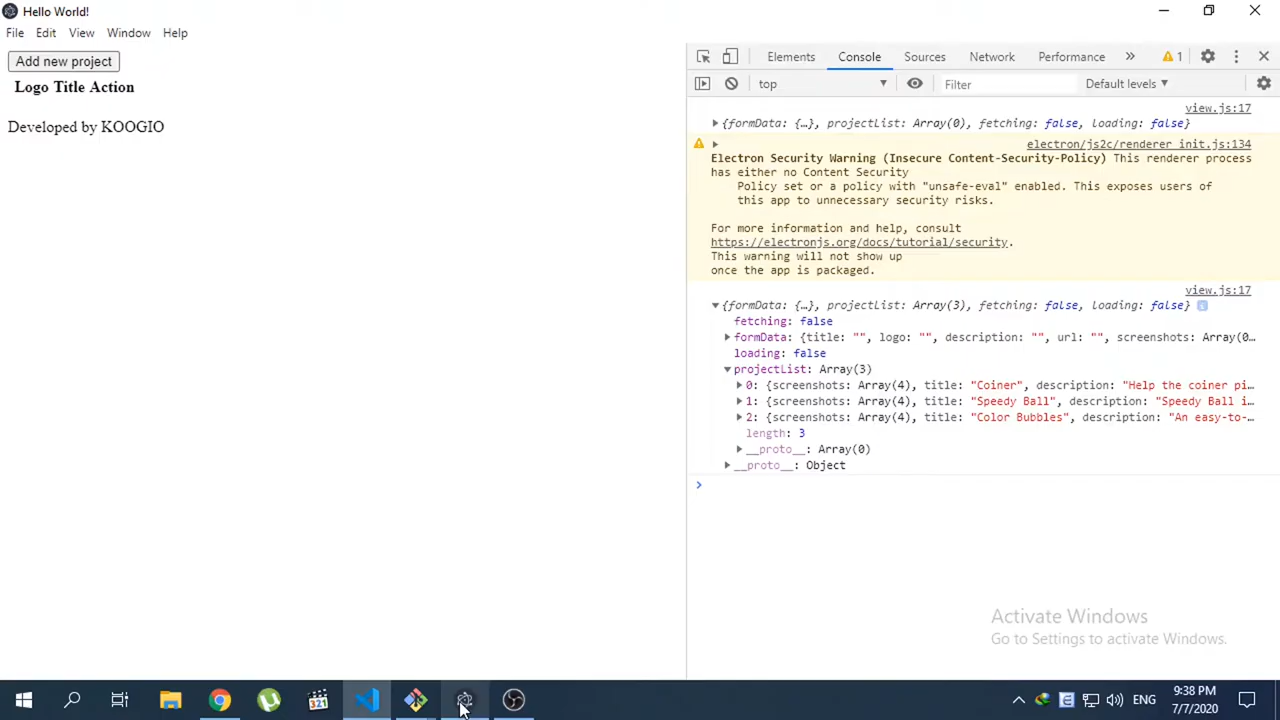 Hello World!
File Edit View Window Help
Add new project
Logo Title Action
Developed by KOOGIO
Elements Console Sources Network Performance 1
top Filter Default levels
view.js:17
{formData: {…}, projectList: Array(0), fetching: false, loading: false}
electron/js2c/renderer_init.js:134
Electron Security Warning (Insecure Content-Security-Policy) This renderer process
has either no Content Security
Policy set or a policy with "unsafe-eval" enabled. This exposes users of
this app to unnecessary security risks.
For more information and help, consult
https://electronjs.org/docs/tutorial/security.
This warning will not show up
once the app is packaged.
view.js:17
{formData: {…}, projectList: Array(3), fetching: false, loading: false}
fetching: false
formData: {title: "", logo: "", description: "", url: "", screenshots: Array(0…
loading: false
projectList: Array(3)
0: {screenshots: Array(4), title: "Coiner", description: "Help the coiner pi…
1: {screenshots: Array(4), title: "Speedy Ball", description: "Speedy Ball i…
2: {screenshots: Array(4), title: "Color Bubbles", description: "An easy-to-…
length: 3
__proto__: Array(0)
__proto__: Object
Activate Windows
Go to Settings to activate Windows.
321
ENG
9:38 PM
7/7/2020